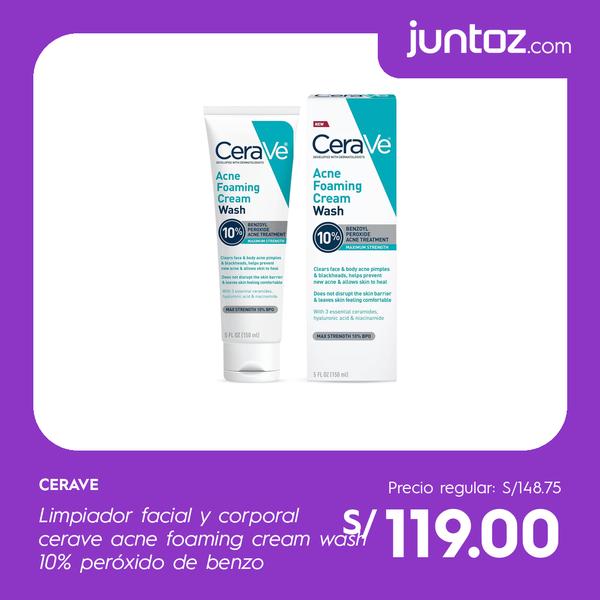 juntoz.com
CeraVe
DEVELOPED WITH DERMATOLOGISTS
Acne
Foaming
Cream
Wash
10%
BENZOYL
PEROXIDE
ACNE TREATMENT
MAXIMUM STRENGTH
Clears face & body acne pimples
& blackheads, helps prevent
new acne & allows skin to heal
Does not disrupt the skin barrier
& leaves skin feeling comfortable
With 3 essential ceramides,
hyaluronic acid & niacinamide
MAX STRENGTH 10% BPO
5 FL OZ (150 ml)
CeraVe
NEW
CeraVe
DEVELOPED WITH DERMATOLOGISTS
Acne
Foaming
Cream
Wash
10%
BENZOYL
PEROXIDE
ACNE TREATMENT
MAXIMUM STRENGTH
Clears face & body acne pimples
& blackheads, helps prevent
new acne & allows skin to heal
Does not disrupt the skin barrier
& leaves skin feeling comfortable
With 3 essential ceramides,
hyaluronic acid & niacinamide
MAX STRENGTH 10% BPO
5 FL OZ (150 ml)
CERAVE
Limpiador facial y corporal
cerave acne foaming cream wash
10% peróxido de benzo
Precio regular: S/148.75
S/119.00